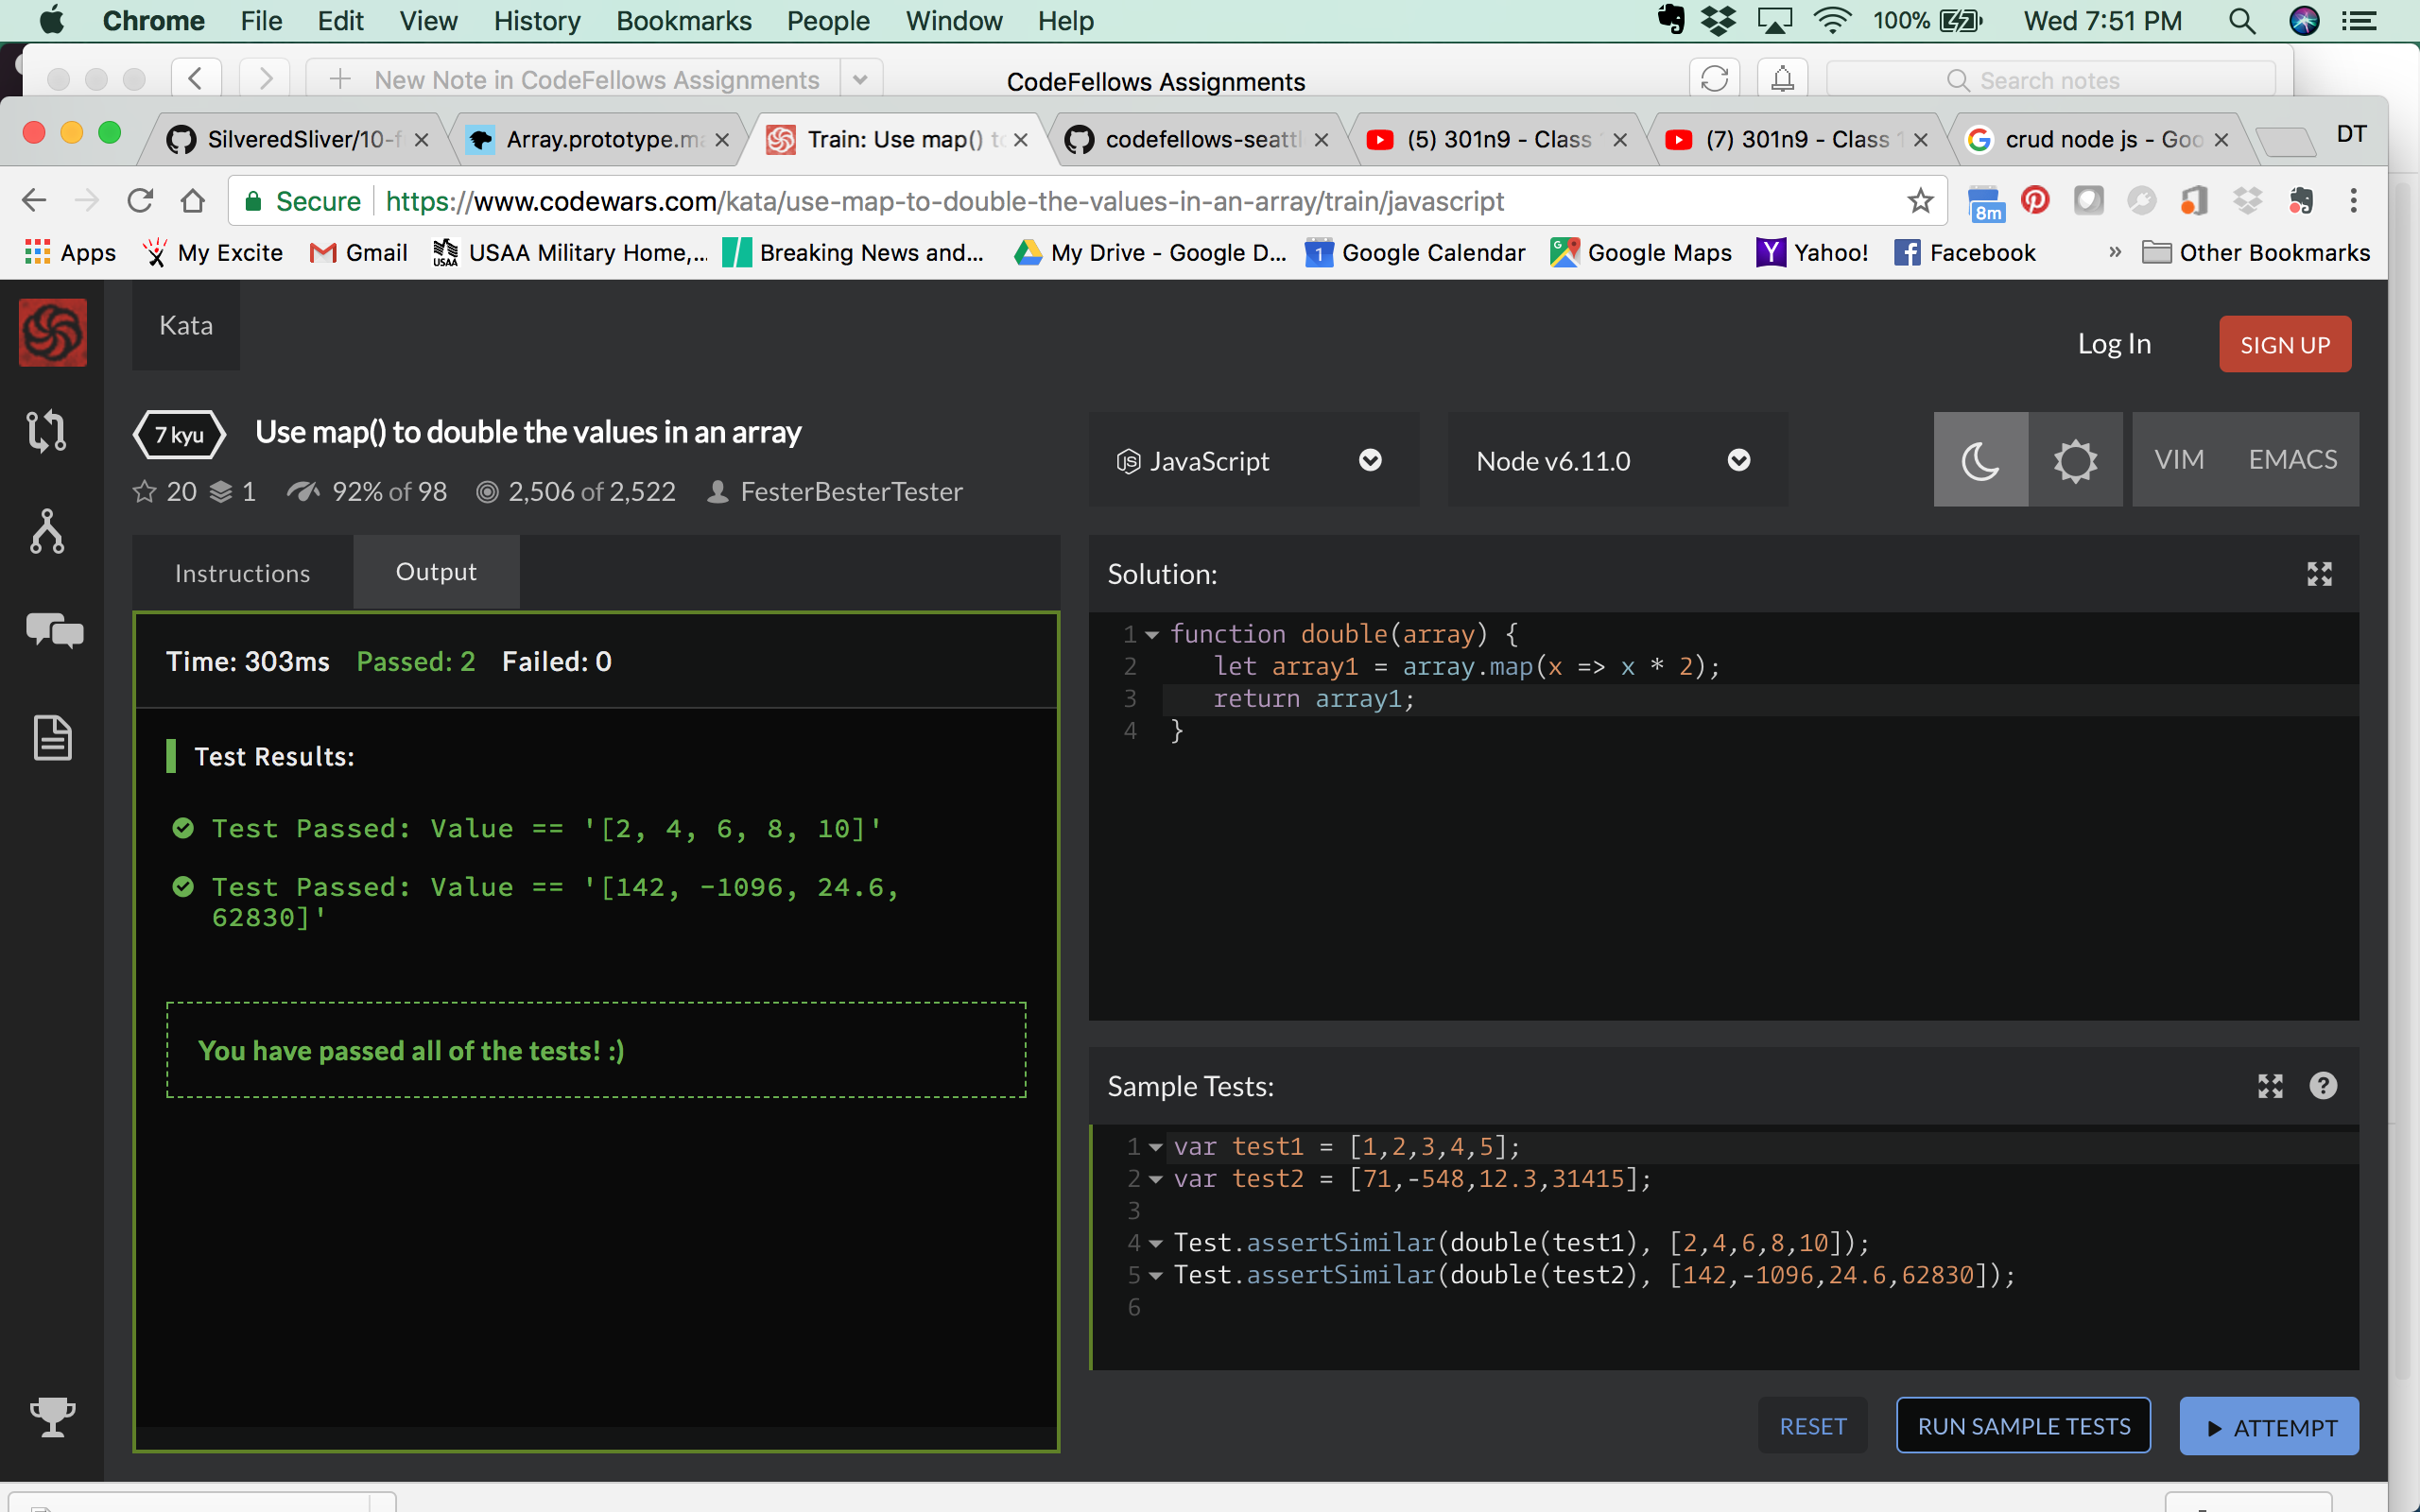 Chrome File Edit View History Bookmarks People Window Help 100% Wed 7:51 PM
New Note in CodeFellows Assignments CodeFellows Assignments Search notes
SilveredSliver/10-f Array.prototype.ma Train: Use map() to codefellows-seattl (5) 301n9 - Class 1 (7) 301n9 - Class 1 crud node js - Goo DT
Secure https://www.codewars.com/kata/use-map-to-double-the-values-in-an-array/train/javascript 8m
Apps My Excite Gmail USAA USAA Military Home,... Breaking News and... My Drive - Google D... 1 Google Calendar Google Maps Yahoo! Facebook » Other Bookmarks
Kata
Log In SIGN UP
7 kyu Use map() to double the values in an array
20 1 92% of 98 2,506 of 2,522 FesterBesterTester
JavaScript Node v6.11.0 VIM EMACS
Instructions Output
Time: 303ms Passed: 2 Failed: 0
Test Results:
Test Passed: Value == '[2, 4, 6, 8, 10]'
Test Passed: Value == '[142, -1096, 24.6,
62830]'
You have passed all of the tests! :)
Solution:
1 function double(array) {
2 let array1 = array.map(x => x * 2);
3 return array1;
4 }
Sample Tests:
1 var test1 = [1,2,3,4,5];
2 var test2 = [71,-548,12.3,31415];
3
4 Test.assertSimilar(double(test1), [2,4,6,8,10]);
5 Test.assertSimilar(double(test2), [142,-1096,24.6,62830]);
6
RESET RUN SAMPLE TESTS ATTEMPT